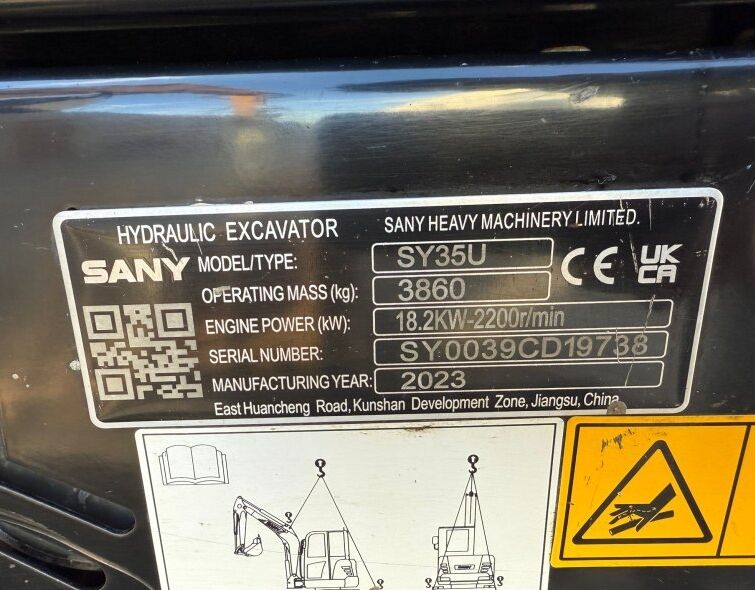 HYDRAULIC EXCAVATOR SANY HEAVY MACHINERY LIMITED.
SANY MODEL/TYPE: SY35U CE UK CA
OPERATING MASS (kg): 3860
ENGINE POWER (kW): 18.2KW-2200r/min
SERIAL NUMBER: SY0039CD19738
MANUFACTURING YEAR: 2023
East Huancheng Road, Kunshan Development Zone, Jiangsu, China
SANY